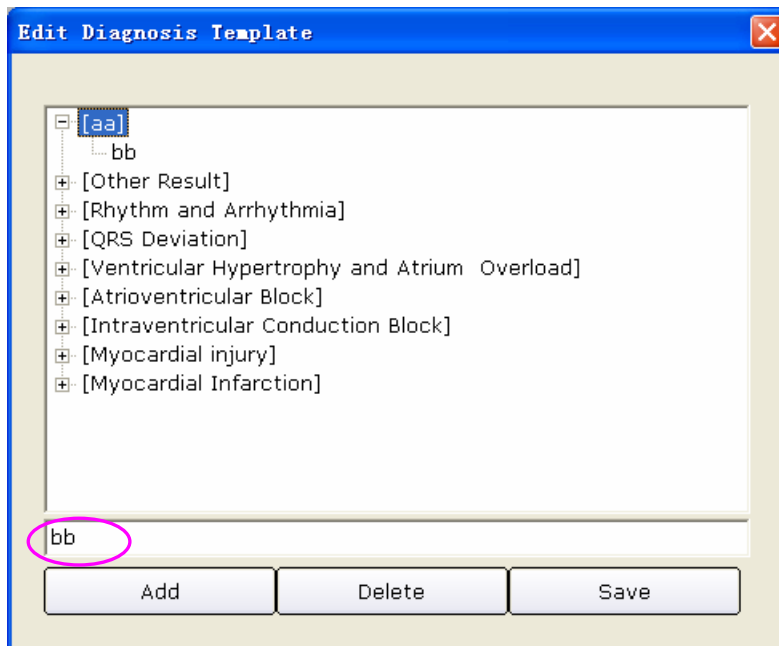 Edit Diagnosis Template
[aa]
bb
[Other Result]
[Rhythm and Arrhythmia]
[QRS Deviation]
[Ventricular Hypertrophy and Atrium  Overload]
[Atrioventricular Block]
[Intraventricular Conduction Block]
[Myocardial injury]
[Myocardial Infarction]
bb
Add Delete Save